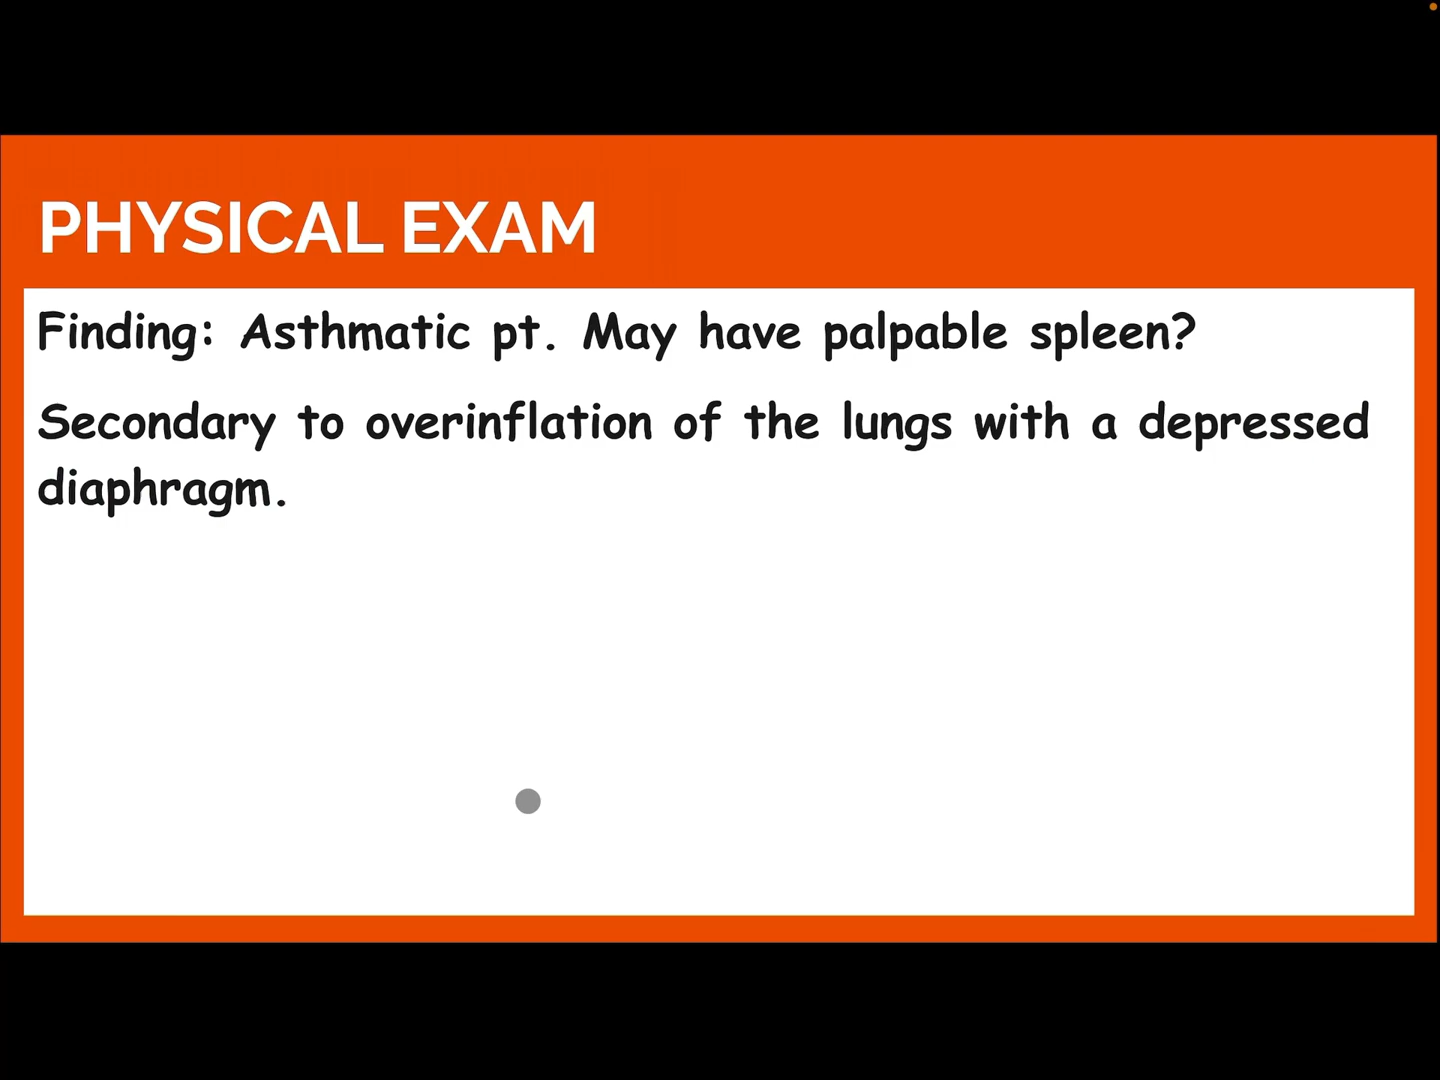 PHYSICAL EXAM
Finding: Asthmatic pt. May have palpable spleen?
Secondary to overinflation of the lungs with a depressed
diaphragm.